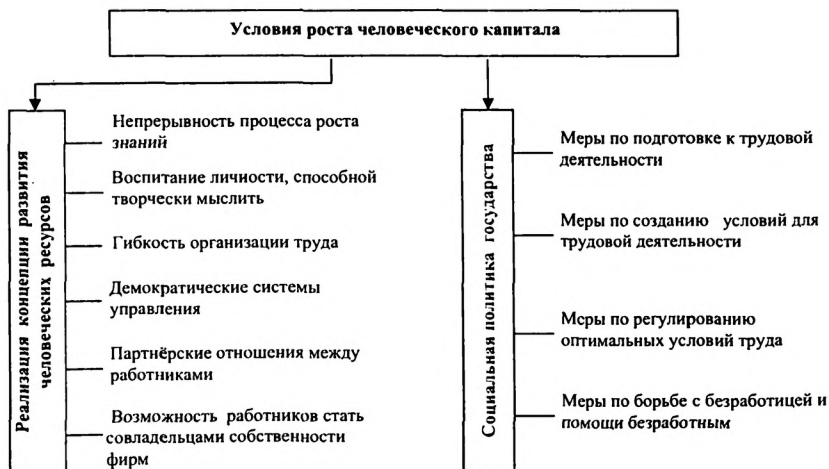 Условия роста человеческого капитала
Реализация концепции развития
человеческих ресурсов
Непрерывность процесса роста
знаний
Воспитание личности, способной
творчески мыслить
Гибкость организации труда
Демократические системы
управления
Партнёрские отношения между
работниками
Возможность работников стать
совладельцами собственности
фирм
Социальная политика государства
Меры по подготовке к трудовой
деятельности
Меры по созданию условий для
трудовой деятельности
Меры по регулированию
оптимальных условий труда
Меры по борьбе с безработицей и
помощи безработным